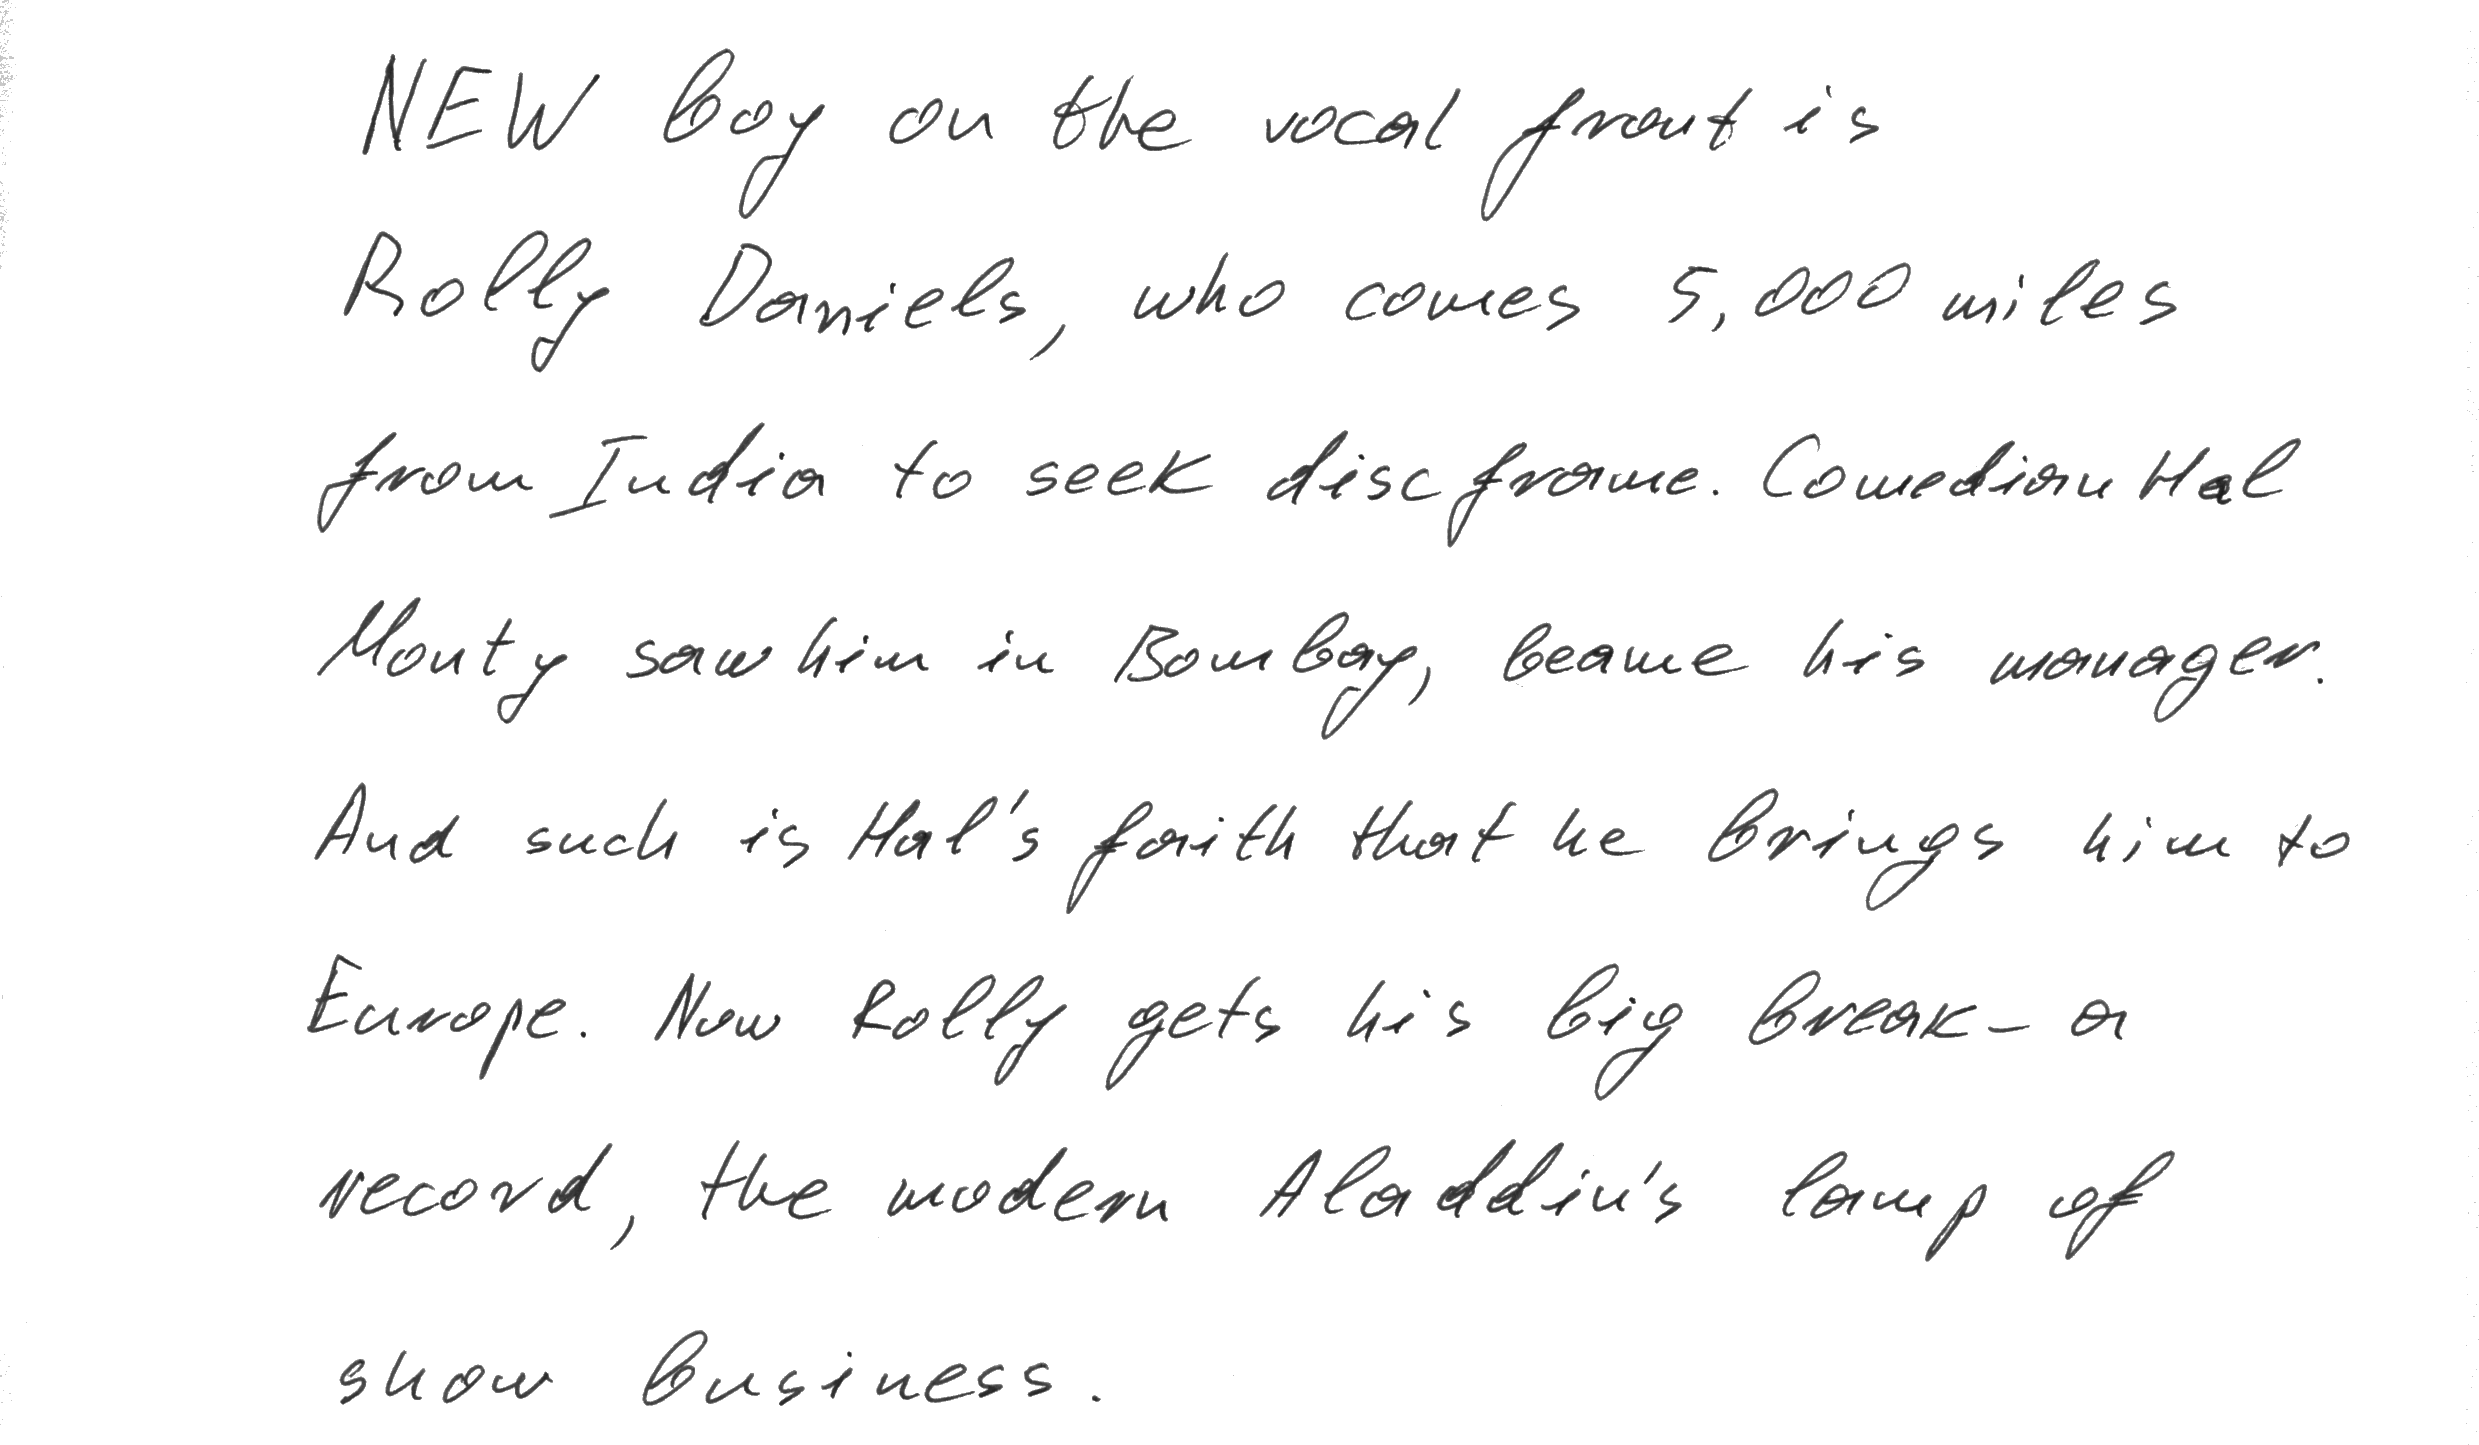 NEW boy on the vocal front is
Rolly Daniels, who comes 5,000 miles
from India to seek disc frame. Comedian Hal
Monty saw him in Bombay, beame his manager.
And such is Hal's faith that he brings him to
Europe. Now Rolly gets his big break - a
record, the modern Aladdin's lamp of
show business.